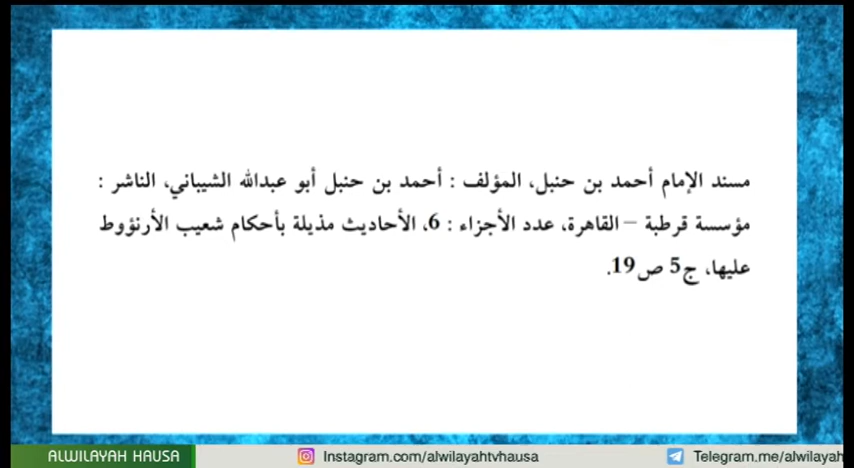 مسند الإمام أحمد بن حنبل، المؤلف : أحمد بن حنبل أبو عبدالله الشيباني، الناشر :
مؤسسة قرطبة – القاهرة، عدد الأجزاء : 6، الأحاديث مذيلة بأحكام شعيب الأرنؤوط
عليها، ج5 ص19.
ALWILAYAH HAUSA
Instagram.com/alwilayahtvhausa
Telegram.me/alwilayah